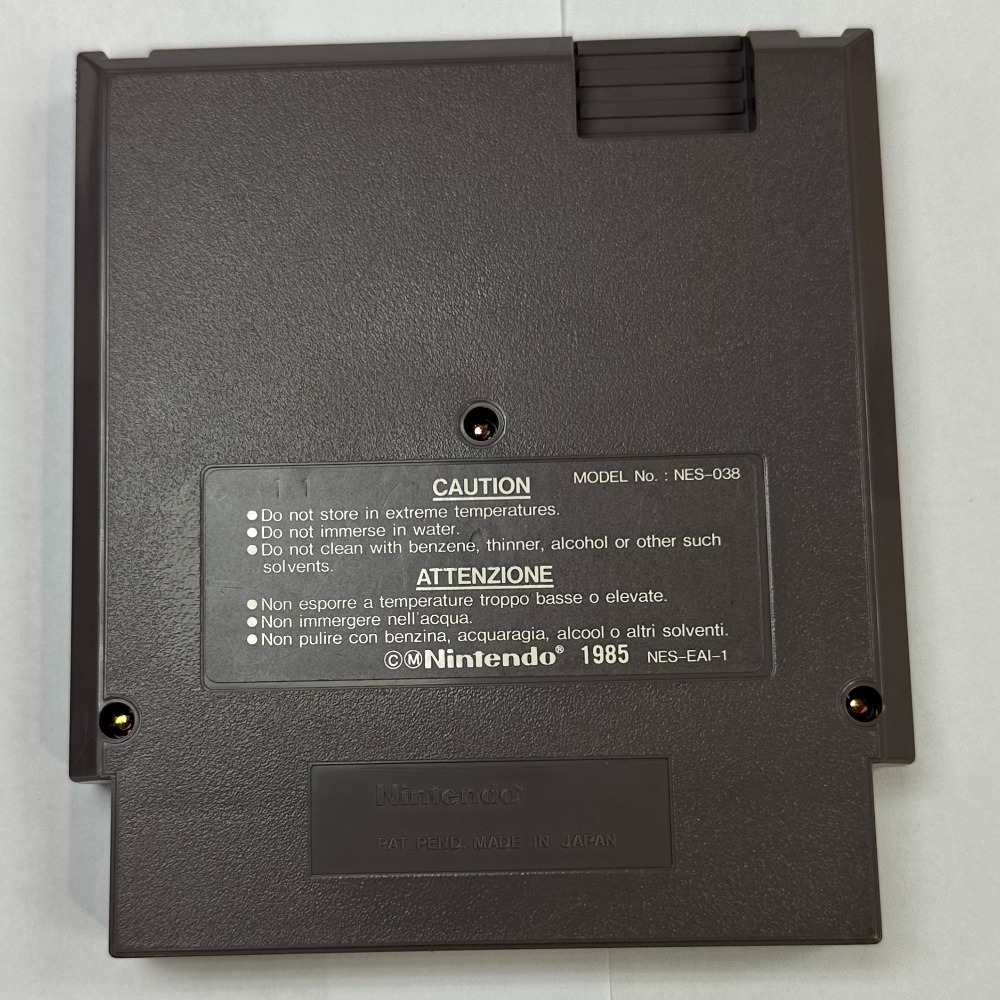 CAUTION MODEL No. : NES-038
●Do not store in extreme temperatures.
●Do not immerse in water.
●Do not clean with benzene, thinner, alcohol or other such
solvents.
ATTENZIONE
●Non esporre a temperature troppo basse o elevate.
●Non immergere nell'acqua.
●Non pulire con benzina, acquaragia, alcool o altri solventi.
©ⓂNintendo® 1985 NES-EAI-1
Nintendo®
PAT. PEND. MADE IN JAPAN